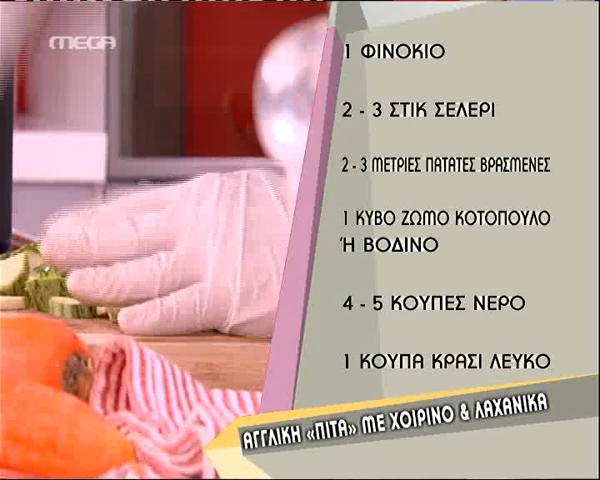 MEGA
1 ΦΙΝΟΚΙΟ
2 - 3 ΣΤΙΚ ΣΕΛΕΡΙ
2 - 3 ΜΕΤΡΙΕΣ ΠΑΤΑΤΕΣ ΒΡΑΣΜΕΝΕΣ
1 ΚΥΒΟ ΖΩΜΟ ΚΟΤΟΠΟΥΛΟ
Ή ΒΟΔΙΝΟ
4 - 5 ΚΟΥΠΕΣ ΝΕΡΟ
1 ΚΟΥΠΑ ΚΡΑΣΙ ΛΕΥΚΟ
ΑΓΓΛΙΚΗ «ΠΙΤΑ» ΜΕ ΧΟΙΡΙΝΟ & ΛΑΧΑΝΙΚΑ